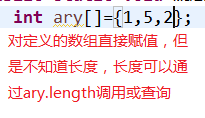 int ary[]={1,5,2};
对定义的数组直接赋值，但
是不知道长度，长度可以通
过ary.length调用或查询